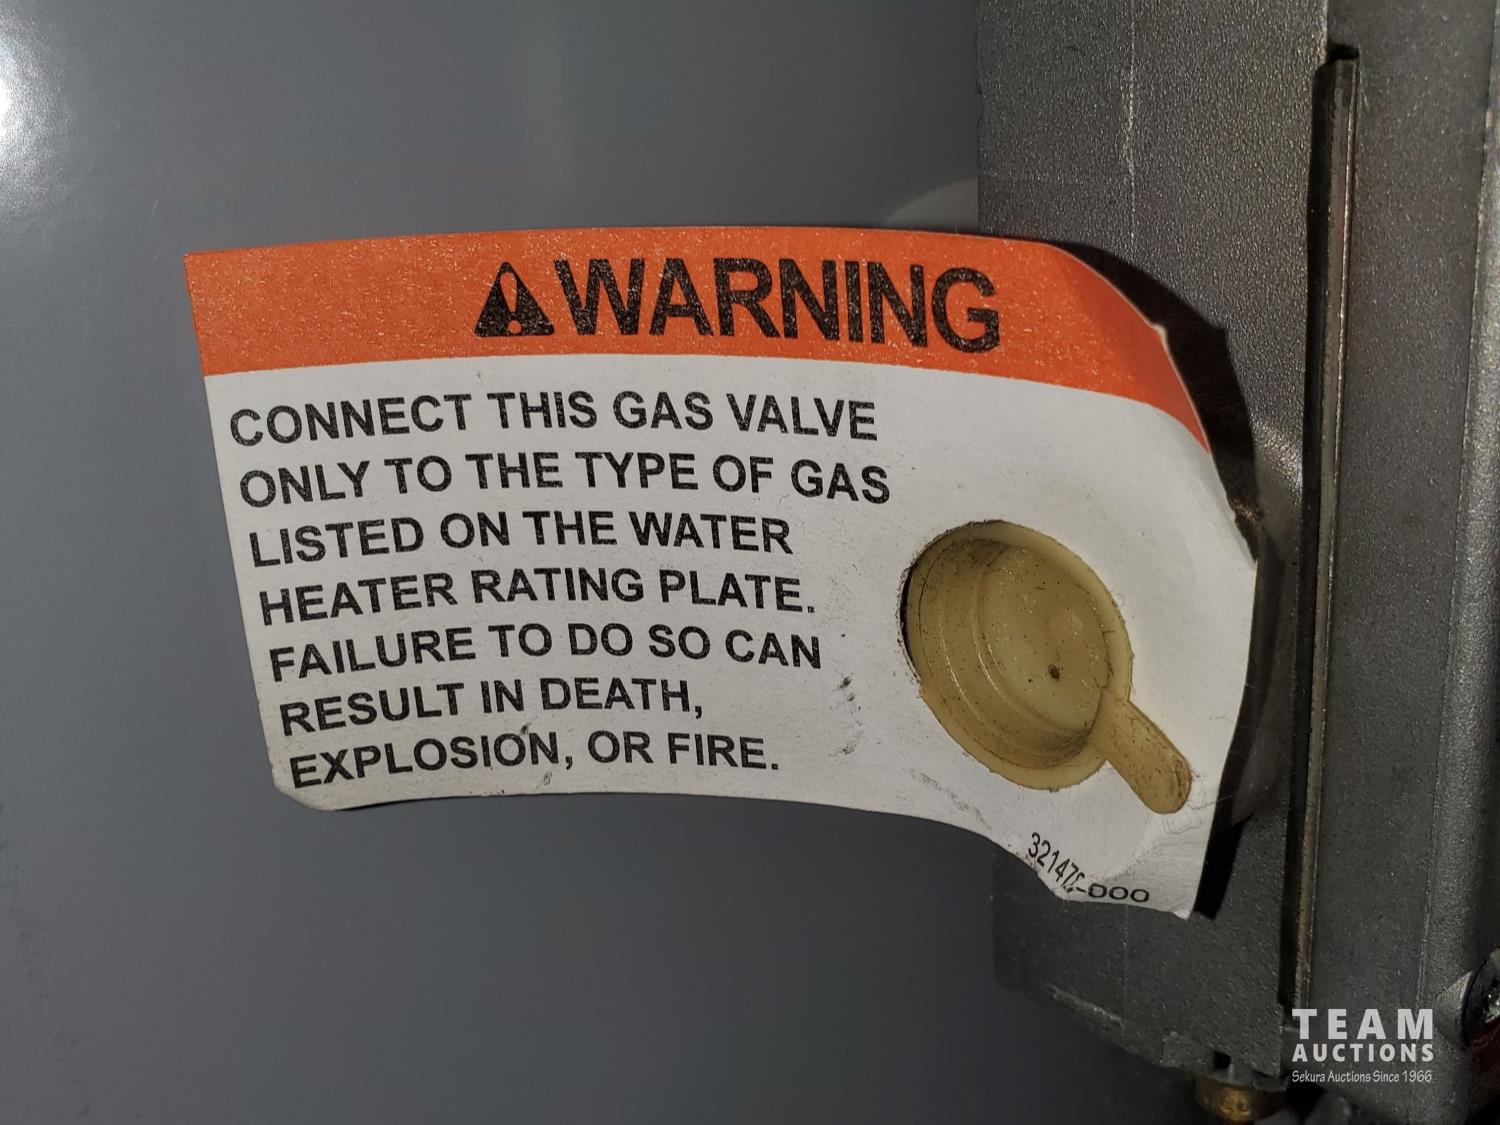 WARNING
CONNECT THIS GAS VALVE
ONLY TO THE TYPE OF GAS
LISTED ON THE WATER
HEATER RATING PLATE.
FAILURE TO DO SO CAN
RESULT IN DEATH,
EXPLOSION, OR FIRE.
TEAM
AUCTIONS
Sekura Auctions Since 1966